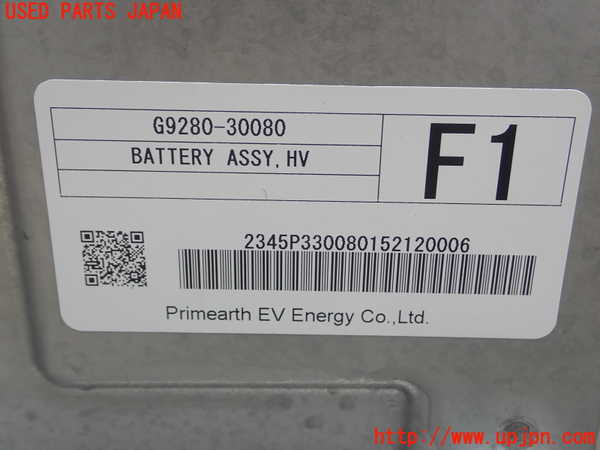 USED PARTS JAPAN
G9280-30080
BATTERY ASSY,HV
F1
2345P330080152120006
Primearth EV Energy Co.,Ltd.
http://www.upjpn.com/